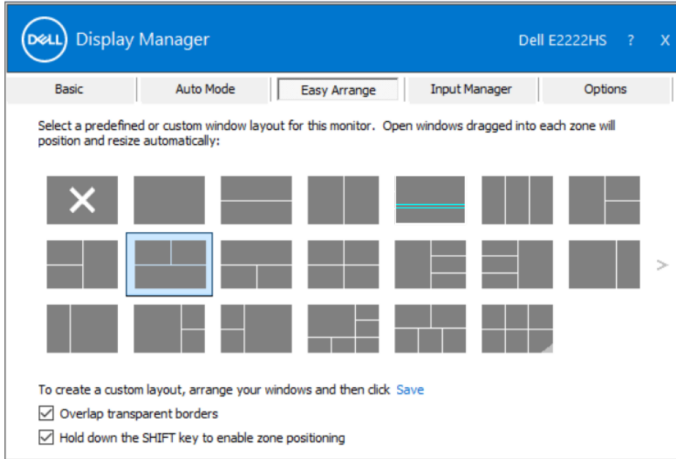 DELL Display Manager Dell E2222HS ? X
Basic Auto Mode Easy Arrange Input Manager Options
Select a predefined or custom window layout for this monitor. Open windows dragged into each zone will
position and resize automatically:
>
To create a custom layout, arrange your windows and then click Save
Overlap transparent borders
Hold down the SHIFT key to enable zone positioning